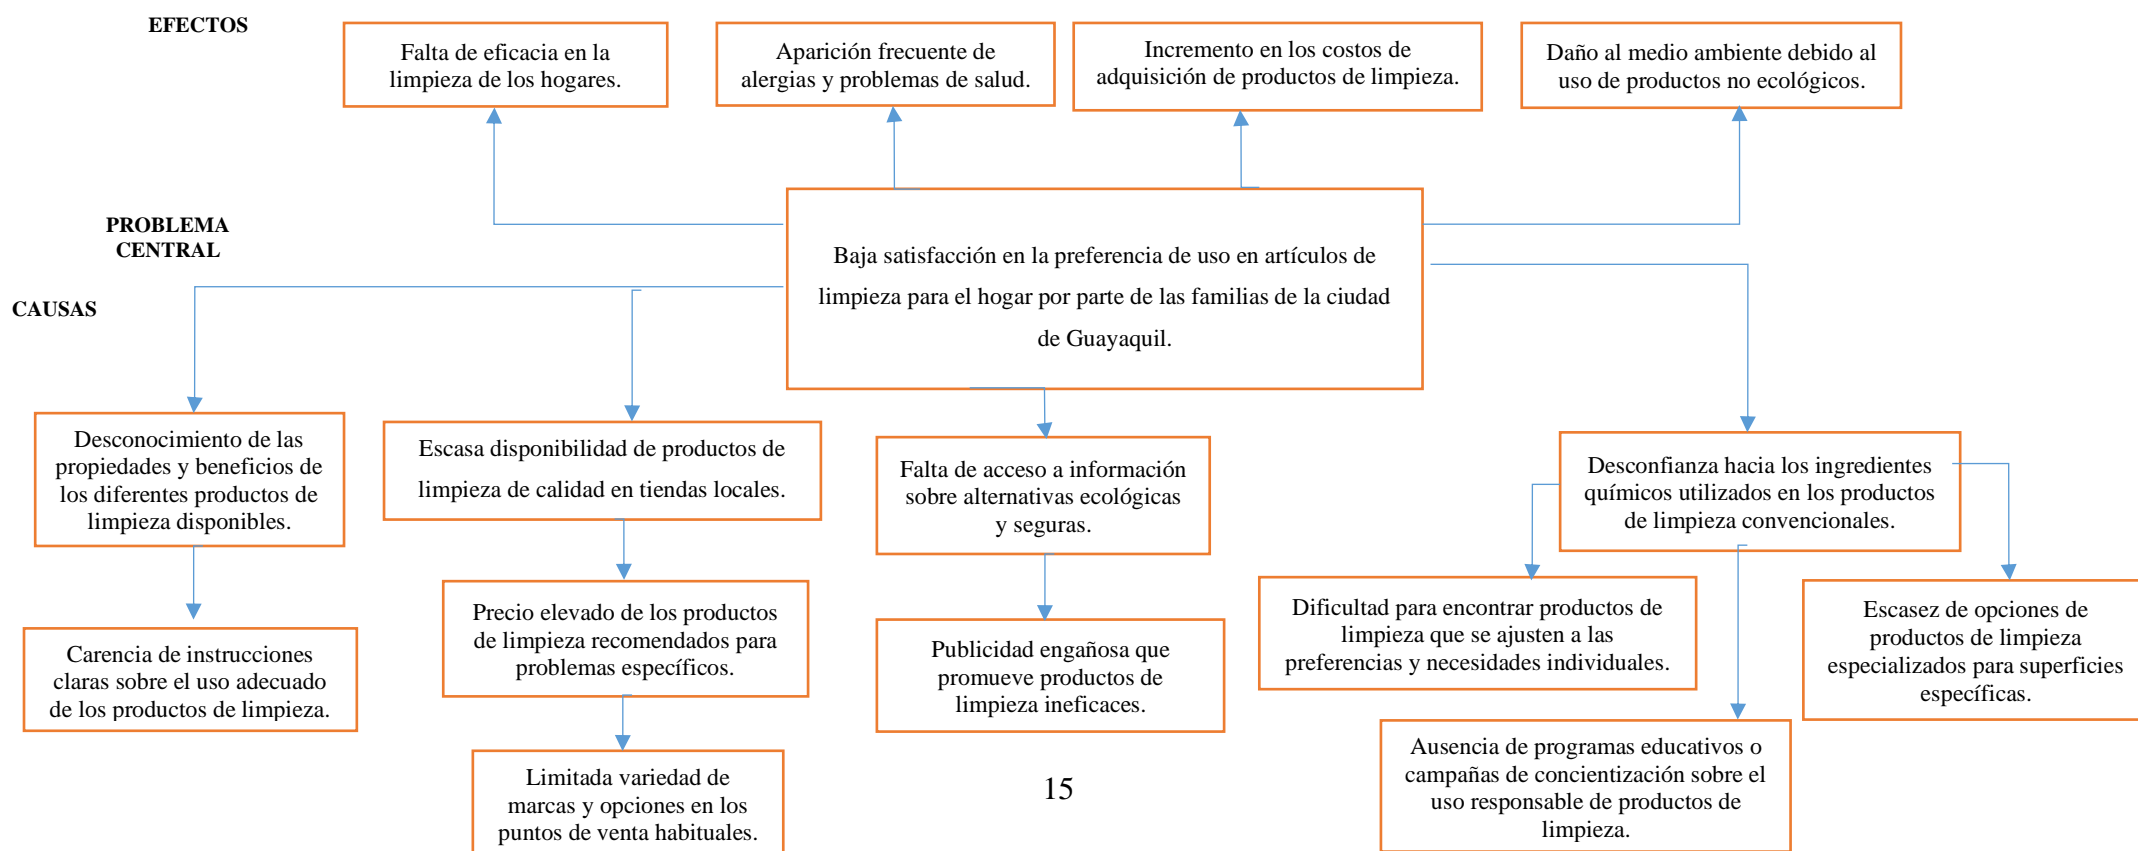 EFECTOS
Falta de eficacia en la
limpieza de los hogares.
Aparición frecuente de
alergias y problemas de salud.
Incremento en los costos de
adquisición de productos de limpieza.
Daño al medio ambiente debido al
uso de productos no ecológicos.
PROBLEMA
CENTRAL
Baja satisfacción en la preferencia de uso en artículos de
limpieza para el hogar por parte de las familias de la ciudad
de Guayaquil.
CAUSAS
Desconocimiento de las
propiedades y beneficios de
los diferentes productos de
limpieza disponibles.
Escasa disponibilidad de productos de
limpieza de calidad en tiendas locales.
Falta de acceso a información
sobre alternativas ecológicas
y seguras.
Desconfianza hacia los ingredientes
químicos utilizados en los productos
de limpieza convencionales.
Carencia de instrucciones
claras sobre el uso adecuado
de los productos de limpieza.
Precio elevado de los productos
de limpieza recomendados para
problemas específicos.
Publicidad engañosa que
promueve productos de
limpieza ineficaces.
Dificultad para encontrar productos de
limpieza que se ajusten a las
preferencias y necesidades individuales.
Escasez de opciones de
productos de limpieza
especializados para superficies
específicas.
Limitada variedad de
marcas y opciones en los
puntos de venta habituales.
Ausencia de programas educativos o
campañas de concientización sobre el
uso responsable de productos de
limpieza.
15